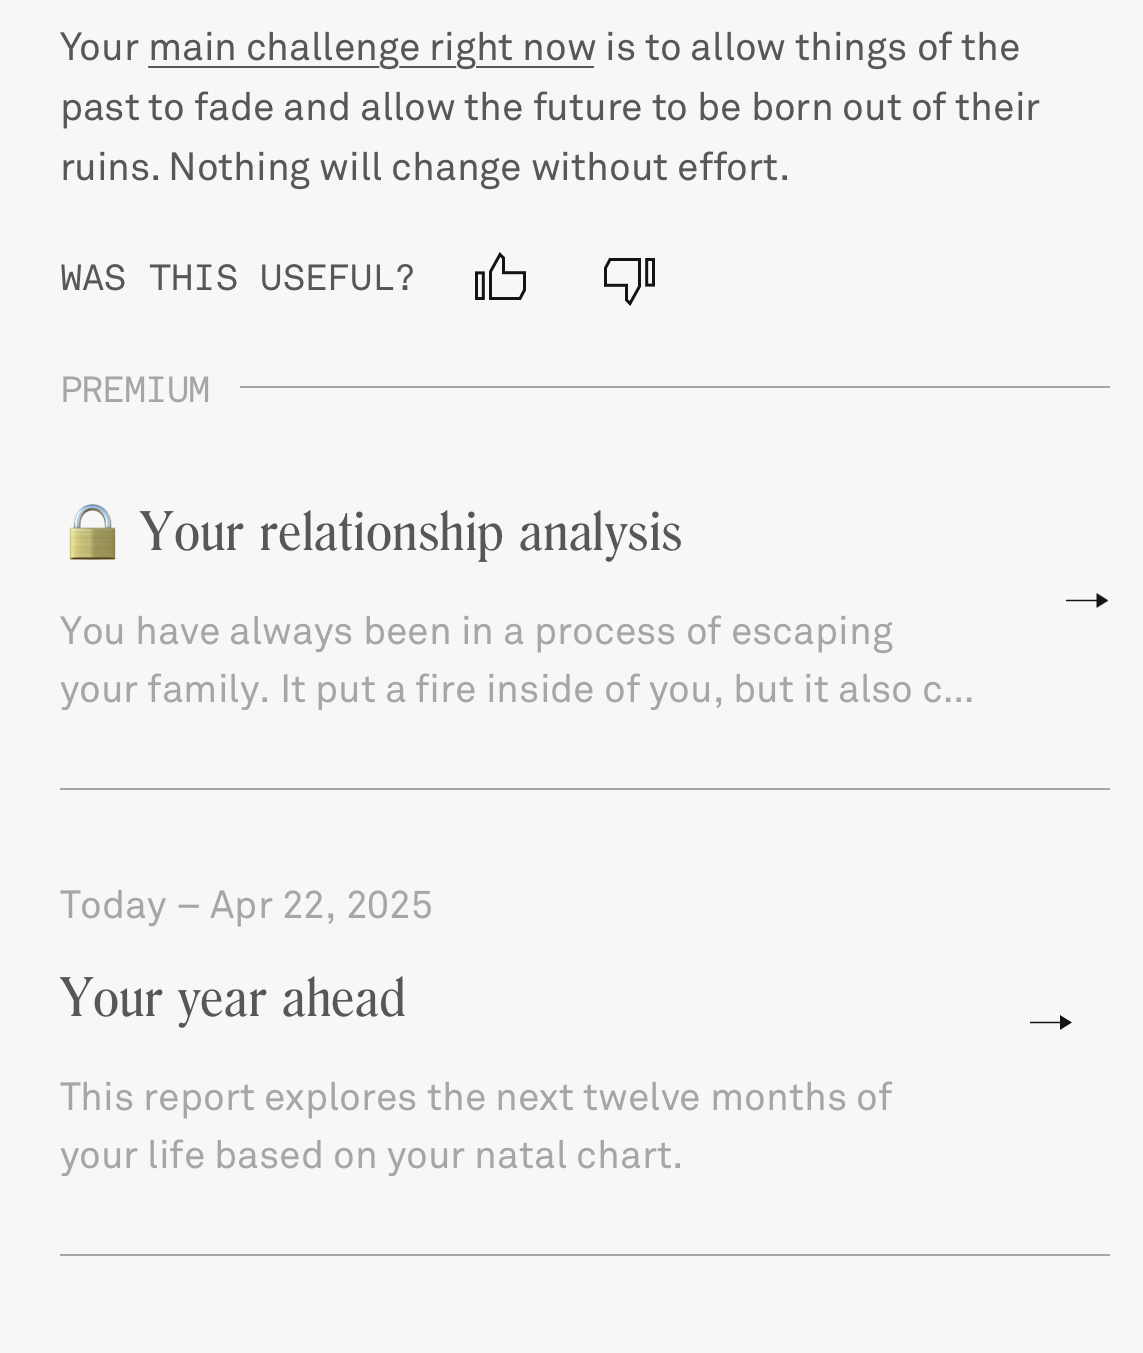 Your main challenge right now is to allow things of the
past to fade and allow the future to be born out of their
ruins. Nothing will change without effort.
WAS THIS USEFUL?
PREMIUM
Your relationship analysis
You have always been in a process of escaping
your family. It put a fire inside of you, but it also c...
Today – Apr 22, 2025
Your year ahead
This report explores the next twelve months of
your life based on your natal chart.